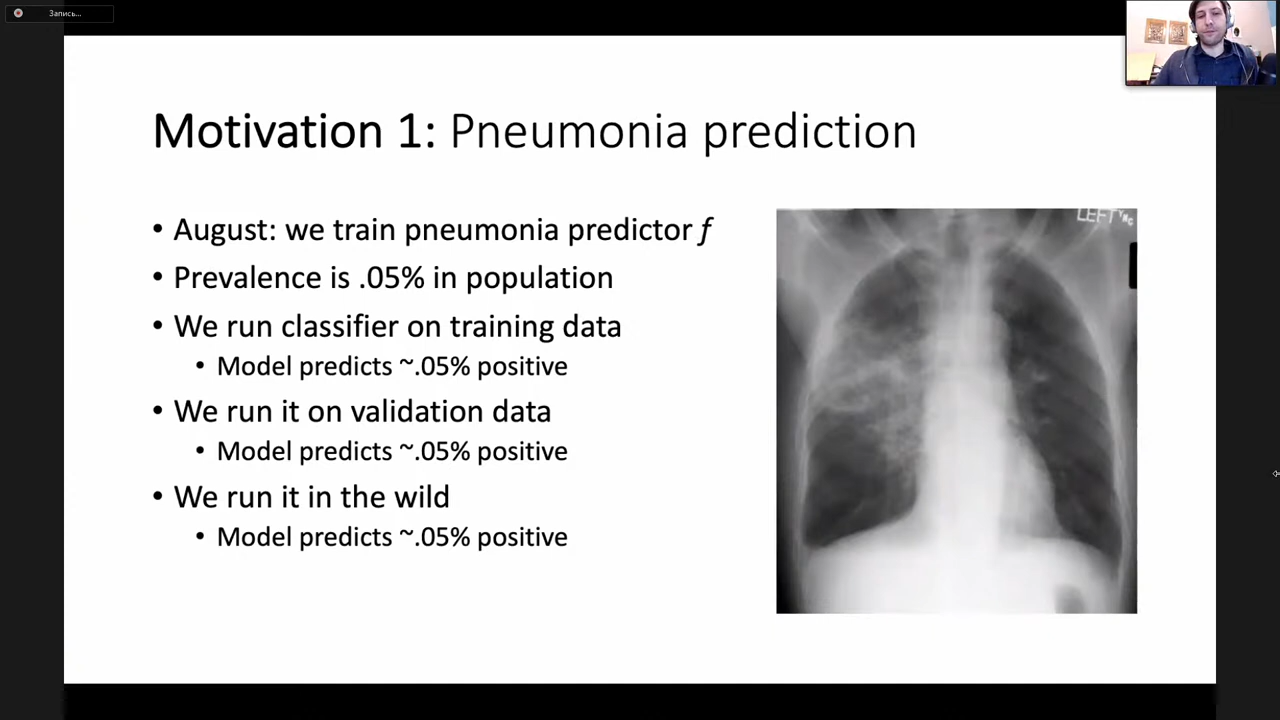 Запись...
Motivation 1: Pneumonia prediction
• August: we train pneumonia predictor f
• Prevalence is .05% in population
• We run classifier on training data
• Model predicts ~.05% positive
• We run it on validation data
• Model predicts ~.05% positive
• We run it in the wild
• Model predicts ~.05% positive
LEFT